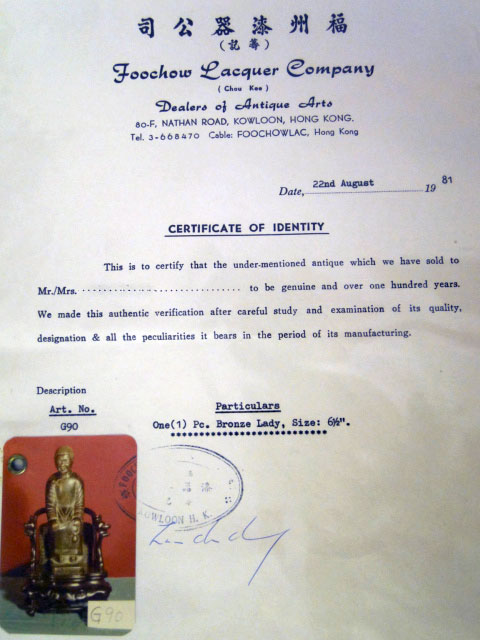 司公器漆州福
(記籌)
Foochow Lacquer Company
(Chou Kee)
Dealers of Antique Arts
80-F, NATHAN ROAD, KOWLOON, HONG KONG.
Tel. 3-668470 Cable: FOOCHOWLAC, Hong Kong
Date, 22nd August 19 81
CERTIFICATE OF IDENTITY
This is to certify that the under-mentioned antique which we have sold to
Mr./Mrs. to be genuine and over one hundred years.
We made this authentic verification after careful study and examination of its quality,
designation & all the peculiarities it bears in the period of its manufacturing.
Description
Art. No. Particulars
G90 One(1) Pc. Bronze Lady, Size: 6½".
KOWLOON H. K.
G90